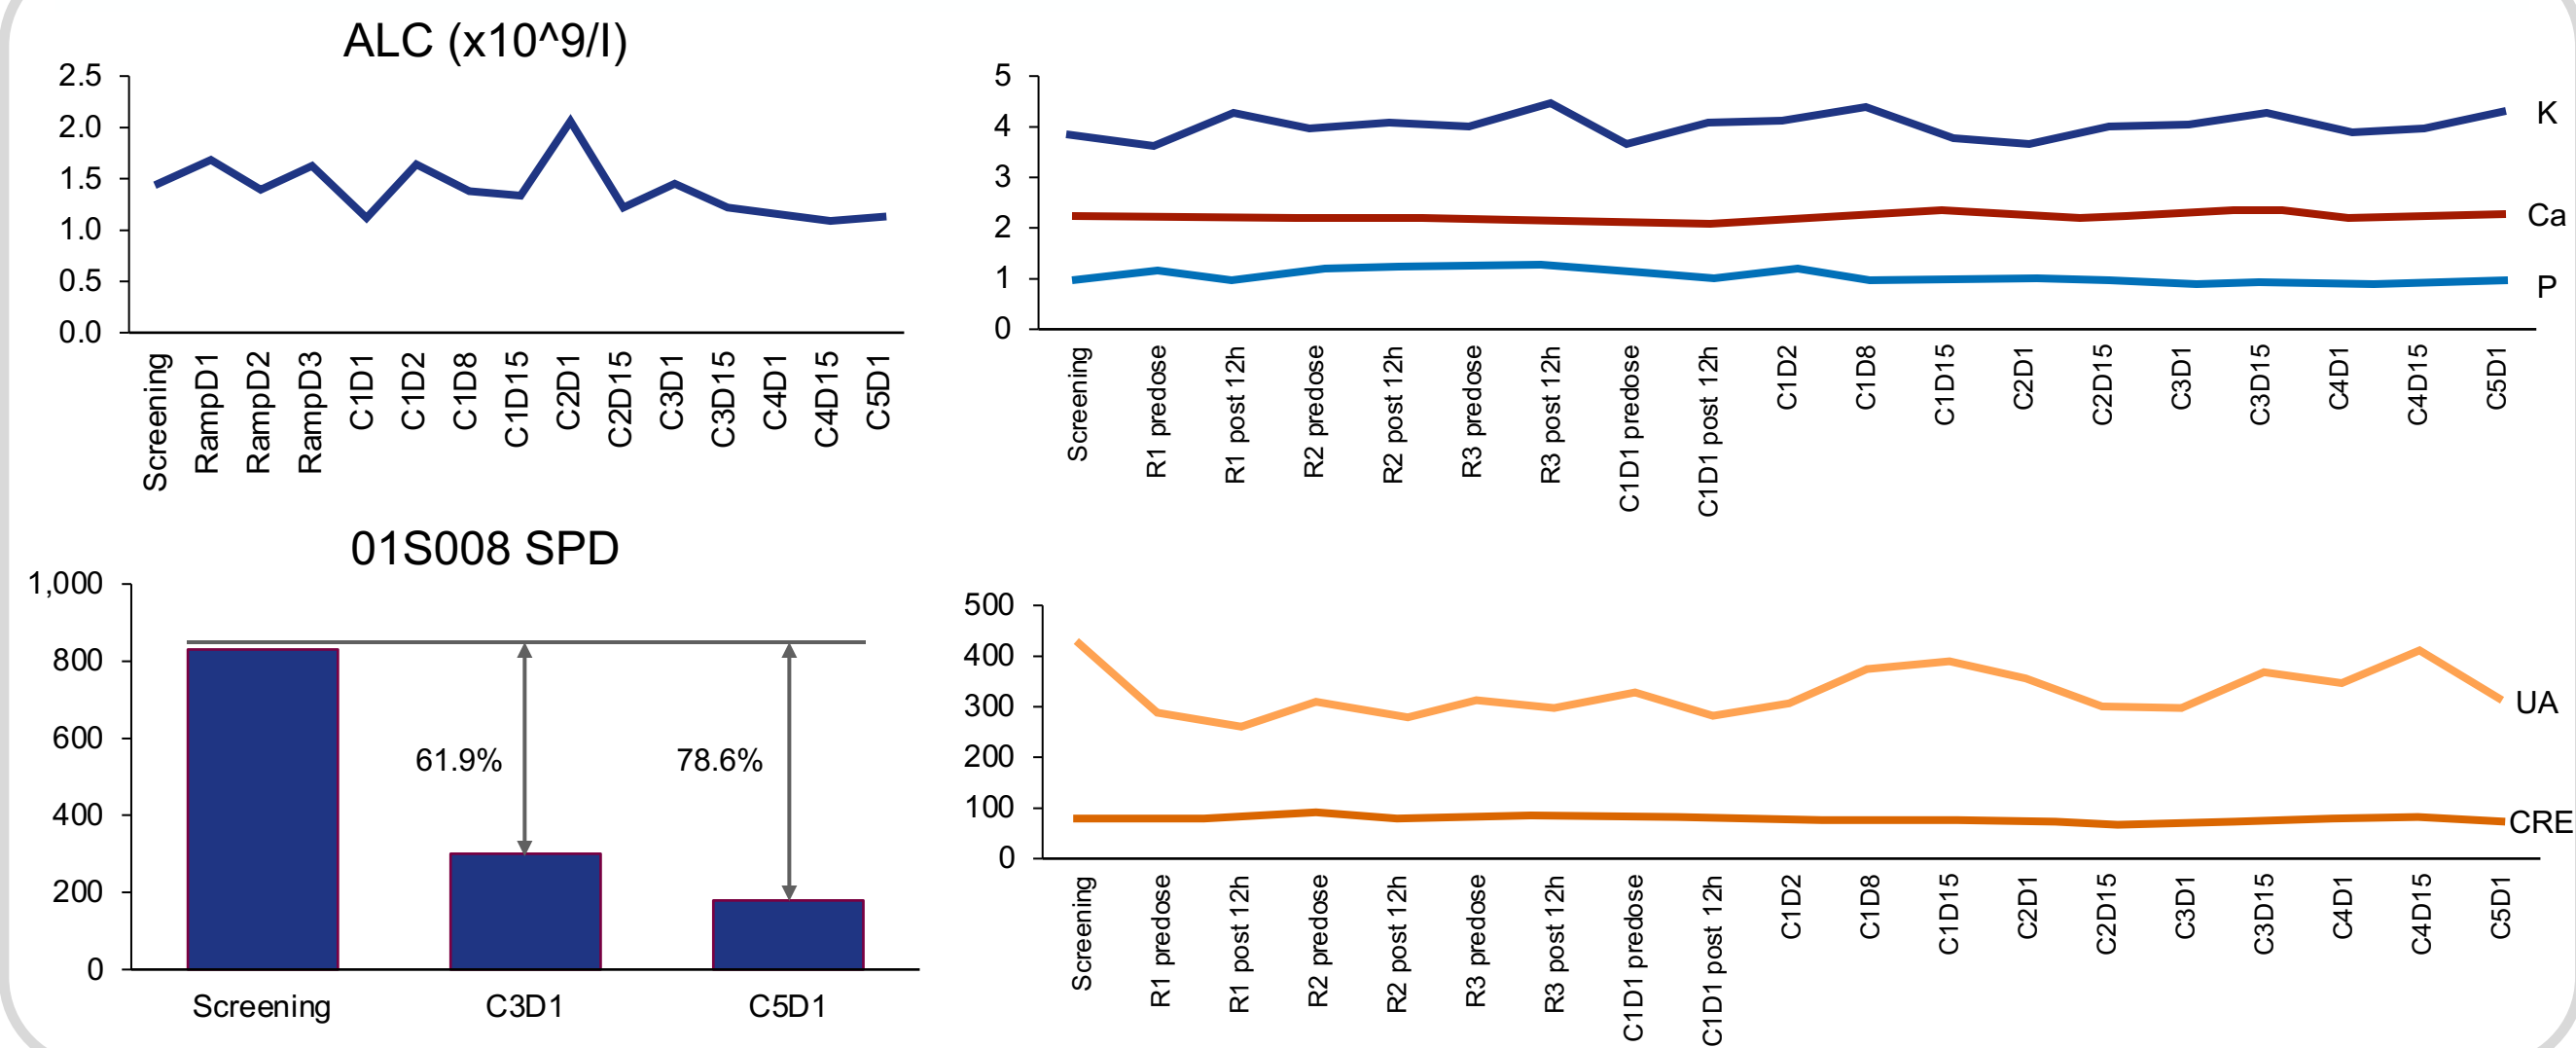 ALC (x10^9/l)
2.5
2.0
1.5
1.0
0.5
0.0
Screening
RampD1
RampD2
RampD3
C1D1
C1D2
C1D8
C1D15
C2D1
C2D15
C3D1
C3D15
C4D1
C4D15
C5D1
5
4
3
2
1
0
K
Ca
P
Screening
R1 predose
R1 post 12h
R2 predose
R2 post 12h
R3 predose
R3 post 12h
C1D1 predose
C1D1 post 12h
C1D2
C1D8
C1D15
C2D1
C2D15
C3D1
C3D15
C4D1
C4D15
C5D1
01S008 SPD
1,000
800
600
400
200
0
61.9%
78.6%
Screening
C3D1
C5D1
500
400
300
200
100
0
UA
CRE
Screening
R1 predose
R1 post 12h
R2 predose
R2 post 12h
R3 predose
R3 post 12h
C1D1 predose
C1D1 post 12h
C1D2
C1D8
C1D15
C2D1
C2D15
C3D1
C3D15
C4D1
C4D15
C5D1